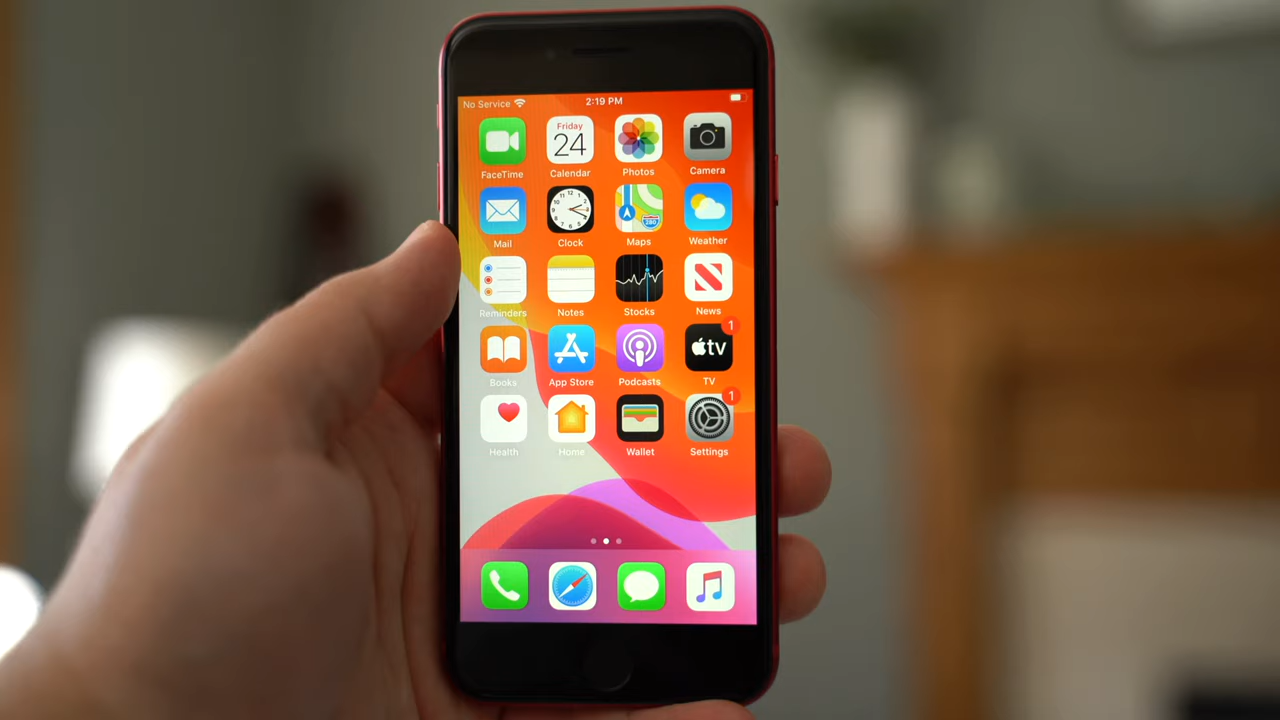 No Service 2:19 PM
Friday
24
FaceTime Calendar Photos Camera
280
Mail Clock Maps Weather
Reminders Notes Stocks News
1
tv
Books App Store Podcasts TV
1
Health Home Wallet Settings